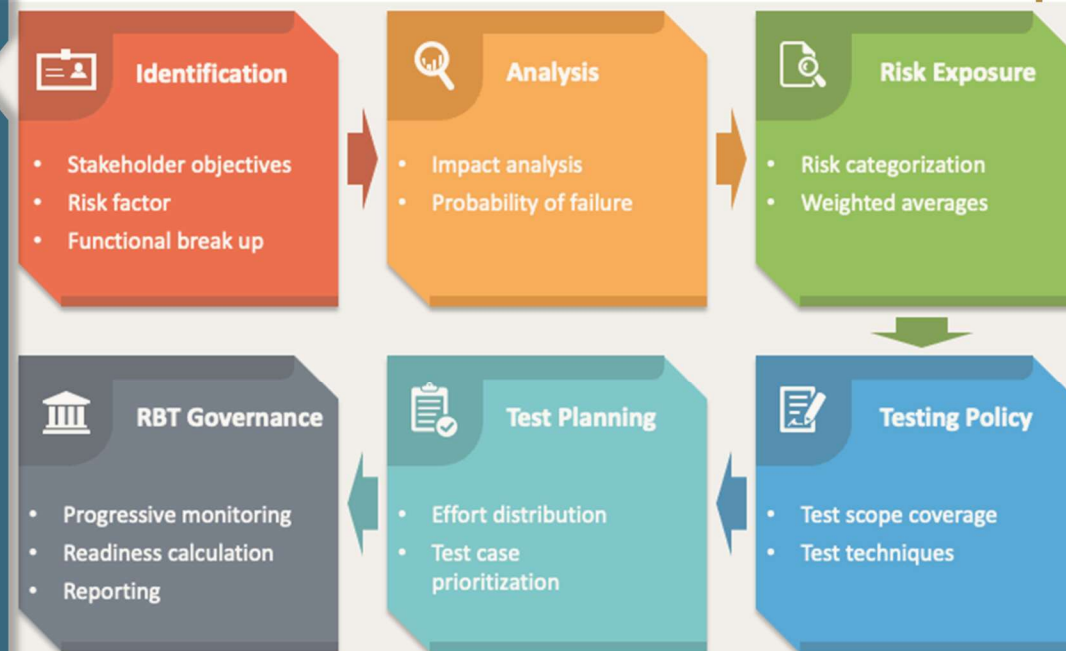 Identification
• Stakeholder objectives
• Risk factor
• Functional break up
Analysis
• Impact analysis
• Probability of failure
Risk Exposure
• Risk categorization
• Weighted averages
Testing Policy
• Test scope coverage
• Test techniques
Test Planning
• Effort distribution
• Test case
prioritization
RBT Governance
• Progressive monitoring
• Readiness calculation
• Reporting